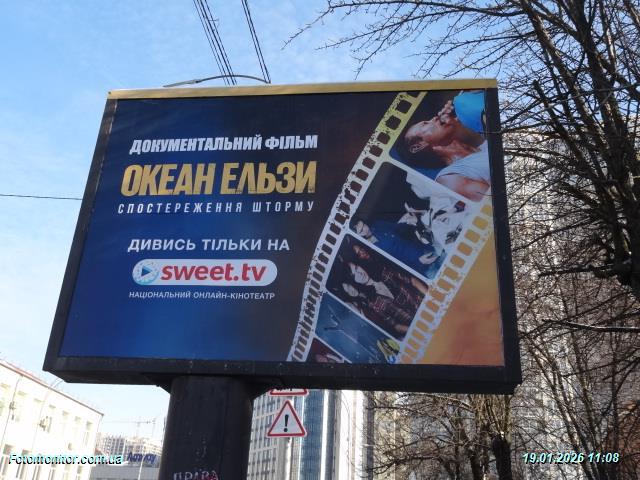 ДОКУМЕНТАЛЬНИЙ ФІЛЬМ
ОКЕАН ЕЛЬЗИ
СПОСТЕРЕЖЕННЯ ШТОРМУ
ДИВИСЬ ТІЛЬКИ НА
sweet.tv
НАЦІОНАЛЬНИЙ ОНЛАЙН-КІНОТЕАТР
!
Fotomonitor.com.ua
19.01.2026 11:08